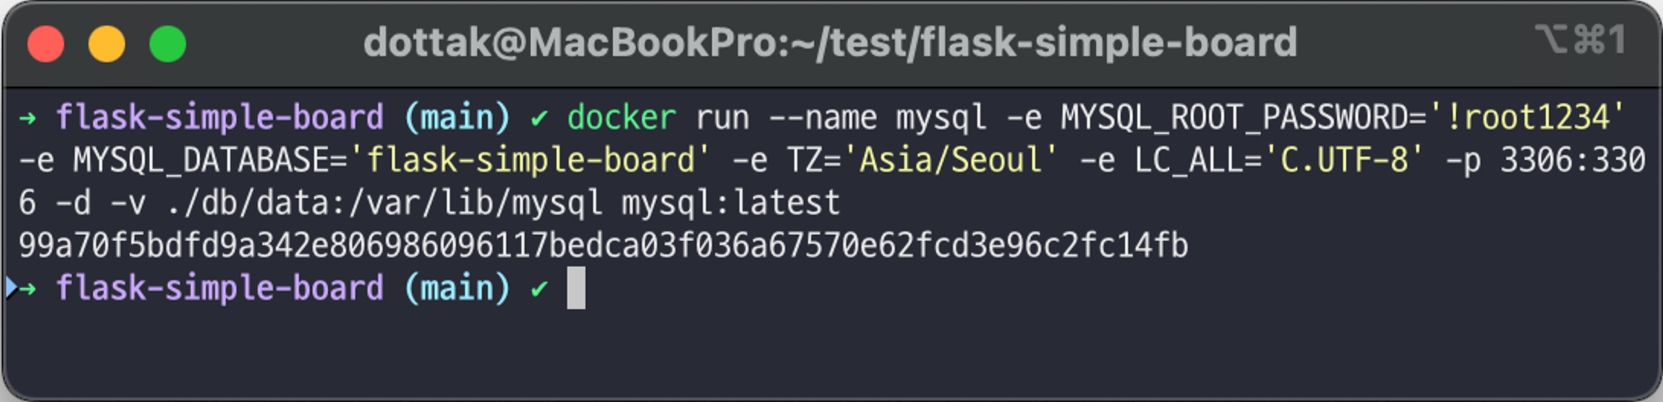 dottak@MacBookPro:~/test/flask-simple-board ⌥⌘1
→ flask-simple-board (main) ✔ docker run --name mysql -e MYSQL_ROOT_PASSWORD='!root1234'
-e MYSQL_DATABASE='flask-simple-board' -e TZ='Asia/Seoul' -e LC_ALL='C.UTF-8' -p 3306:330
6 -d -v ./db/data:/var/lib/mysql mysql:latest
99a70f5bdfd9a342e806986096117bedca03f036a67570e62fcd3e96c2fc14fb
→ flask-simple-board (main) ✔